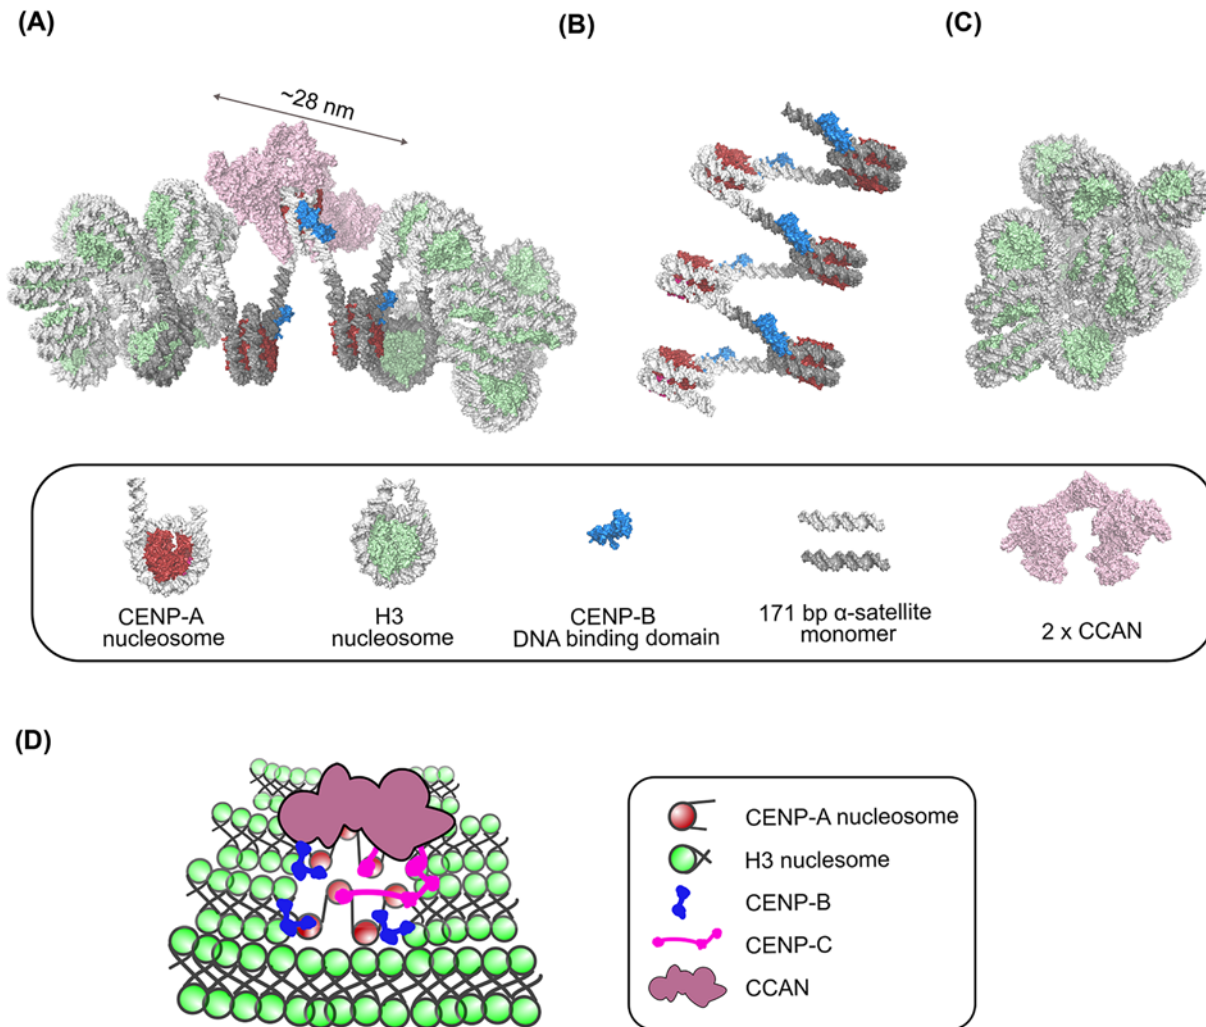 (A)
(B)
(C)
~28 nm
CENP-A
nucleosome
H3
nucleosome
CENP-B
DNA binding domain
171 bp α-satellite
monomer
2 x CCAN
(D)
CENP-A nucleosome
H3 nuclesome
CENP-B
CENP-C
CCAN